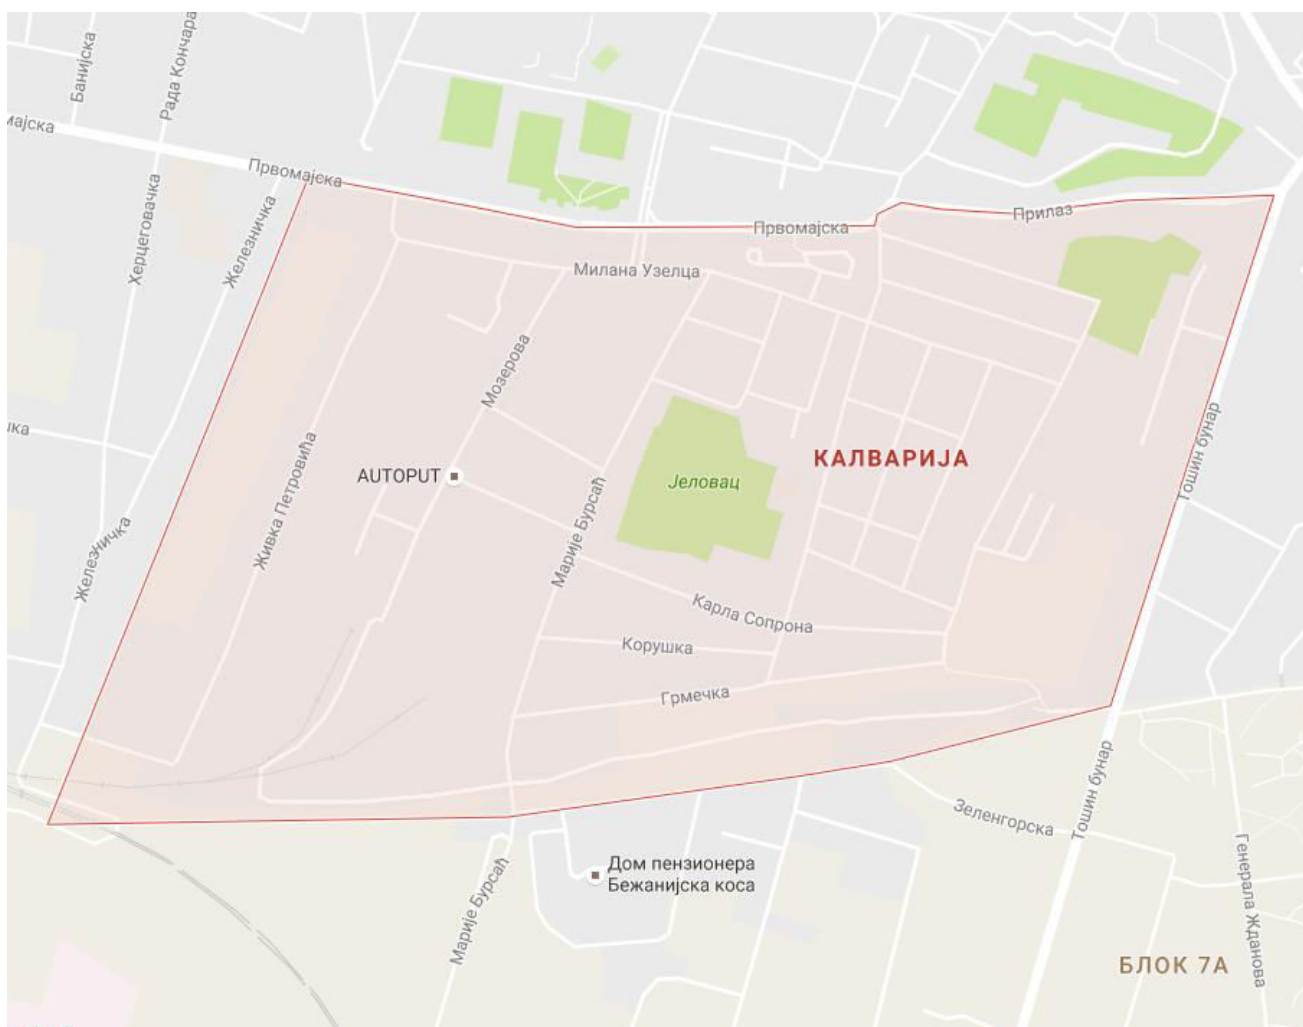 Банијска
Рада Кончара
мајска
Првомајска
Херцеговачка
Железничка
Првомајска
Прилаз
Милана Узелца
Мозерова
ка
Живка Петровића
AUTOPUT
Јеловац
КАЛВАРИЈА
Тошин бунар
Марије Бурсаћ
Железничка
Карла Сопрона
Корушка
Грмечка
Тошин бунар
Зеленгорска
Дом пензионера
Бежанијска коса
Марије Бурсаћ
Генерала Жданова
БЛОК 7А